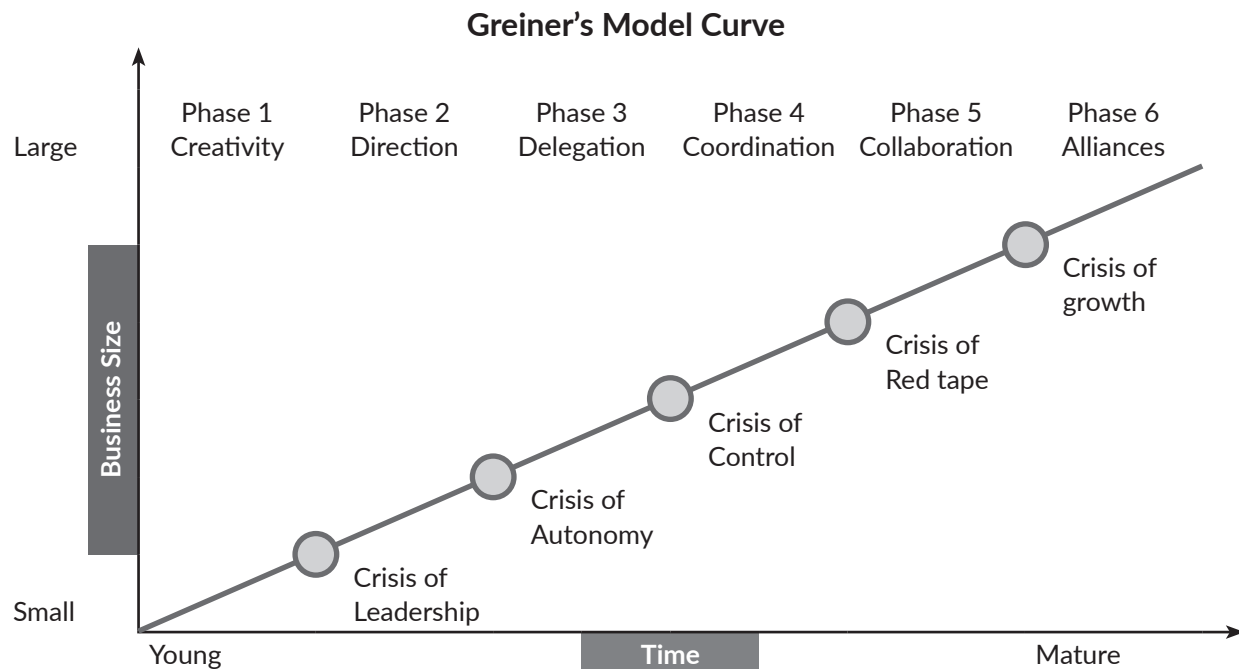 Greiner’s Model Curve
Phase 1
Creativity
Phase 2
Direction
Phase 3
Delegation
Phase 4
Coordination
Phase 5
Collaboration
Phase 6
Alliances
Large
Business Size
Small
Crisis of
growth
Crisis of
Red tape
Crisis of
Control
Crisis of
Autonomy
Crisis of
Leadership
Young
Time
Mature